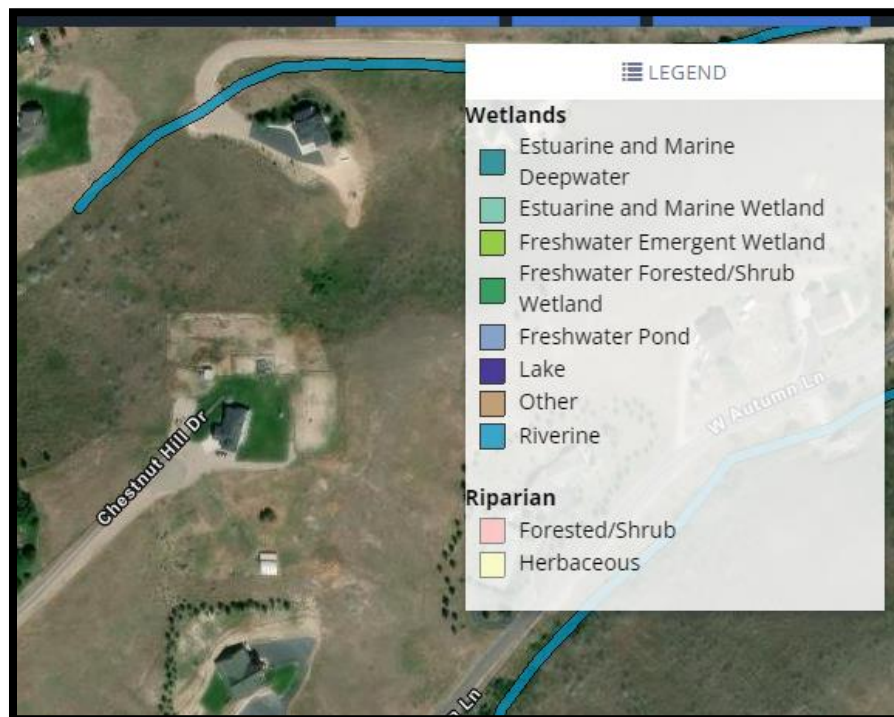 LEGEND
Wetlands
Estuarine and Marine
Deepwater
Estuarine and Marine Wetland
Freshwater Emergent Wetland
Freshwater Forested/Shrub
Wetland
Freshwater Pond
Lake
Other
Riverine
Riparian
Forested/Shrub
Herbaceous
W Autumn Ln
Chestnut Hill Dr
Ln